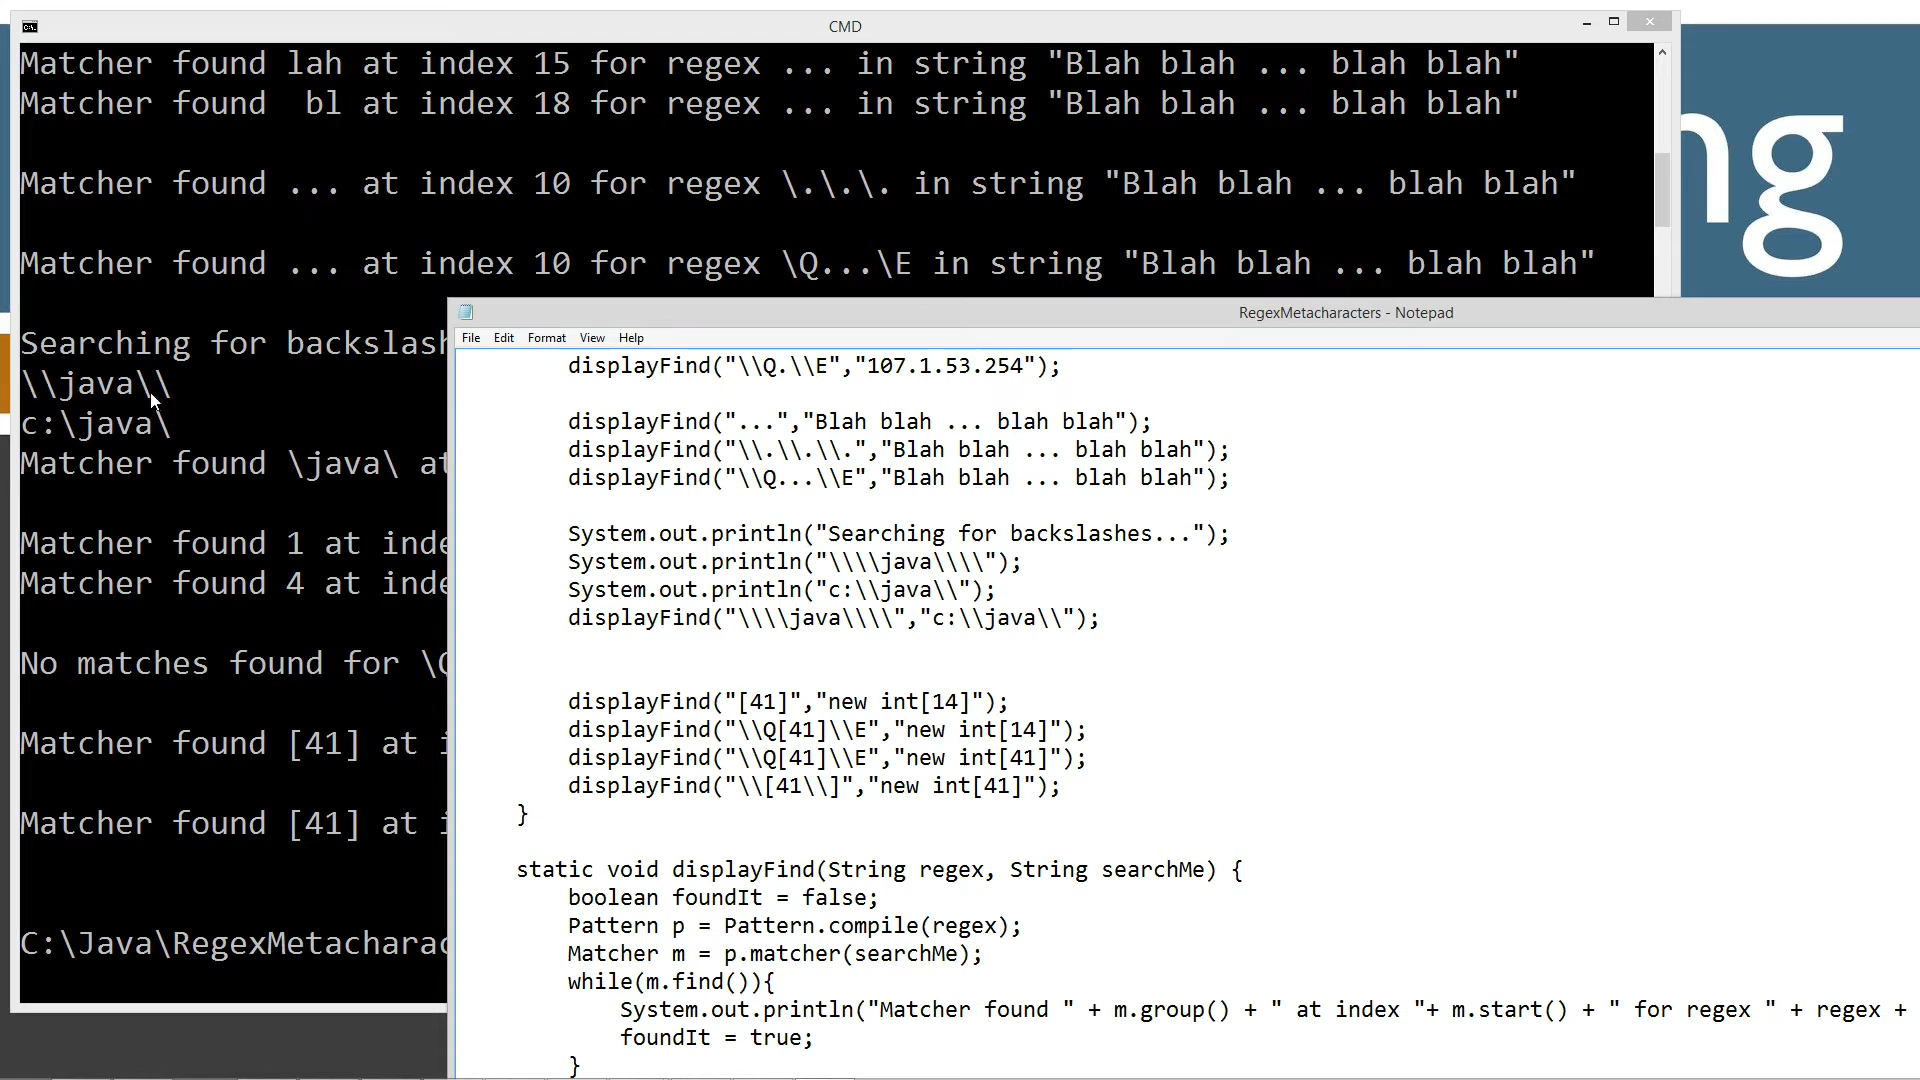 CMD
Matcher found lah at index 15 for regex ... in string "Blah blah ... blah blah"
Matcher found  bl at index 18 for regex ... in string "Blah blah ... blah blah"
Matcher found ... at index 10 for regex \.\.\. in string "Blah blah ... blah blah"
Matcher found ... at index 10 for regex \Q...\E in string "Blah blah ... blah blah"
Searching for backslash
\\java\\
c:\java\
Matcher found \java\ at
Matcher found 1 at inde
Matcher found 4 at inde
No matches found for \Q
Matcher found [41] at i
Matcher found [41] at i
C:\Java\RegexMetacharac
ng
RegexMetacharacters - Notepad
File Edit Format View Help
displayFind("\\Q.\\E","107.1.53.254");
displayFind("...","Blah blah ... blah blah");
displayFind("\\.\\.\\.","Blah blah ... blah blah");
displayFind("\\Q...\\E","Blah blah ... blah blah");
System.out.println("Searching for backslashes...");
System.out.println("\\\\java\\\\");
System.out.println("c:\\java\\");
displayFind("\\\\java\\\\","c:\\java\\");
displayFind("[41]","new int[14]");
displayFind("\\Q[41]\\E","new int[14]");
displayFind("\\Q[41]\\E","new int[41]");
displayFind("\\[41\\]","new int[41]");
}
static void displayFind(String regex, String searchMe) {
boolean foundIt = false;
Pattern p = Pattern.compile(regex);
Matcher m = p.matcher(searchMe);
while(m.find()){
System.out.println("Matcher found " + m.group() + " at index "+ m.start() + " for regex " + regex +
foundIt = true;
}